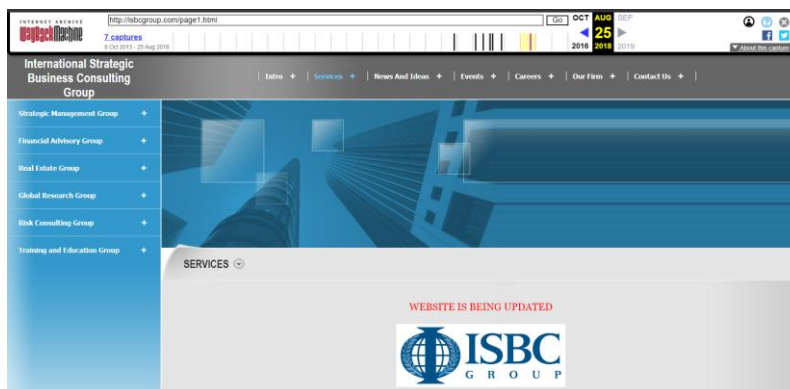 INTERNET ARCHIVE
WayBackMachine
http://isbcgroup.com/page1.html
Go
OCT AUG SEP
25
2016 2018 2019
7 captures
8 Oct 2013 - 25 Aug 2018
About this capture
International Strategic
Business Consulting
Group
| Intro + | Services + | News And Ideas + | Events + | Careers + | Our Firm + | Contact Us + |
Strategic Management Group +
Financial Advisory Group +
Real Estate Group +
Global Research Group +
Risk Consulting Group +
Training and Education Group +
SERVICES
WEBSITE IS BEING UPDATED
ISBC
GROUP